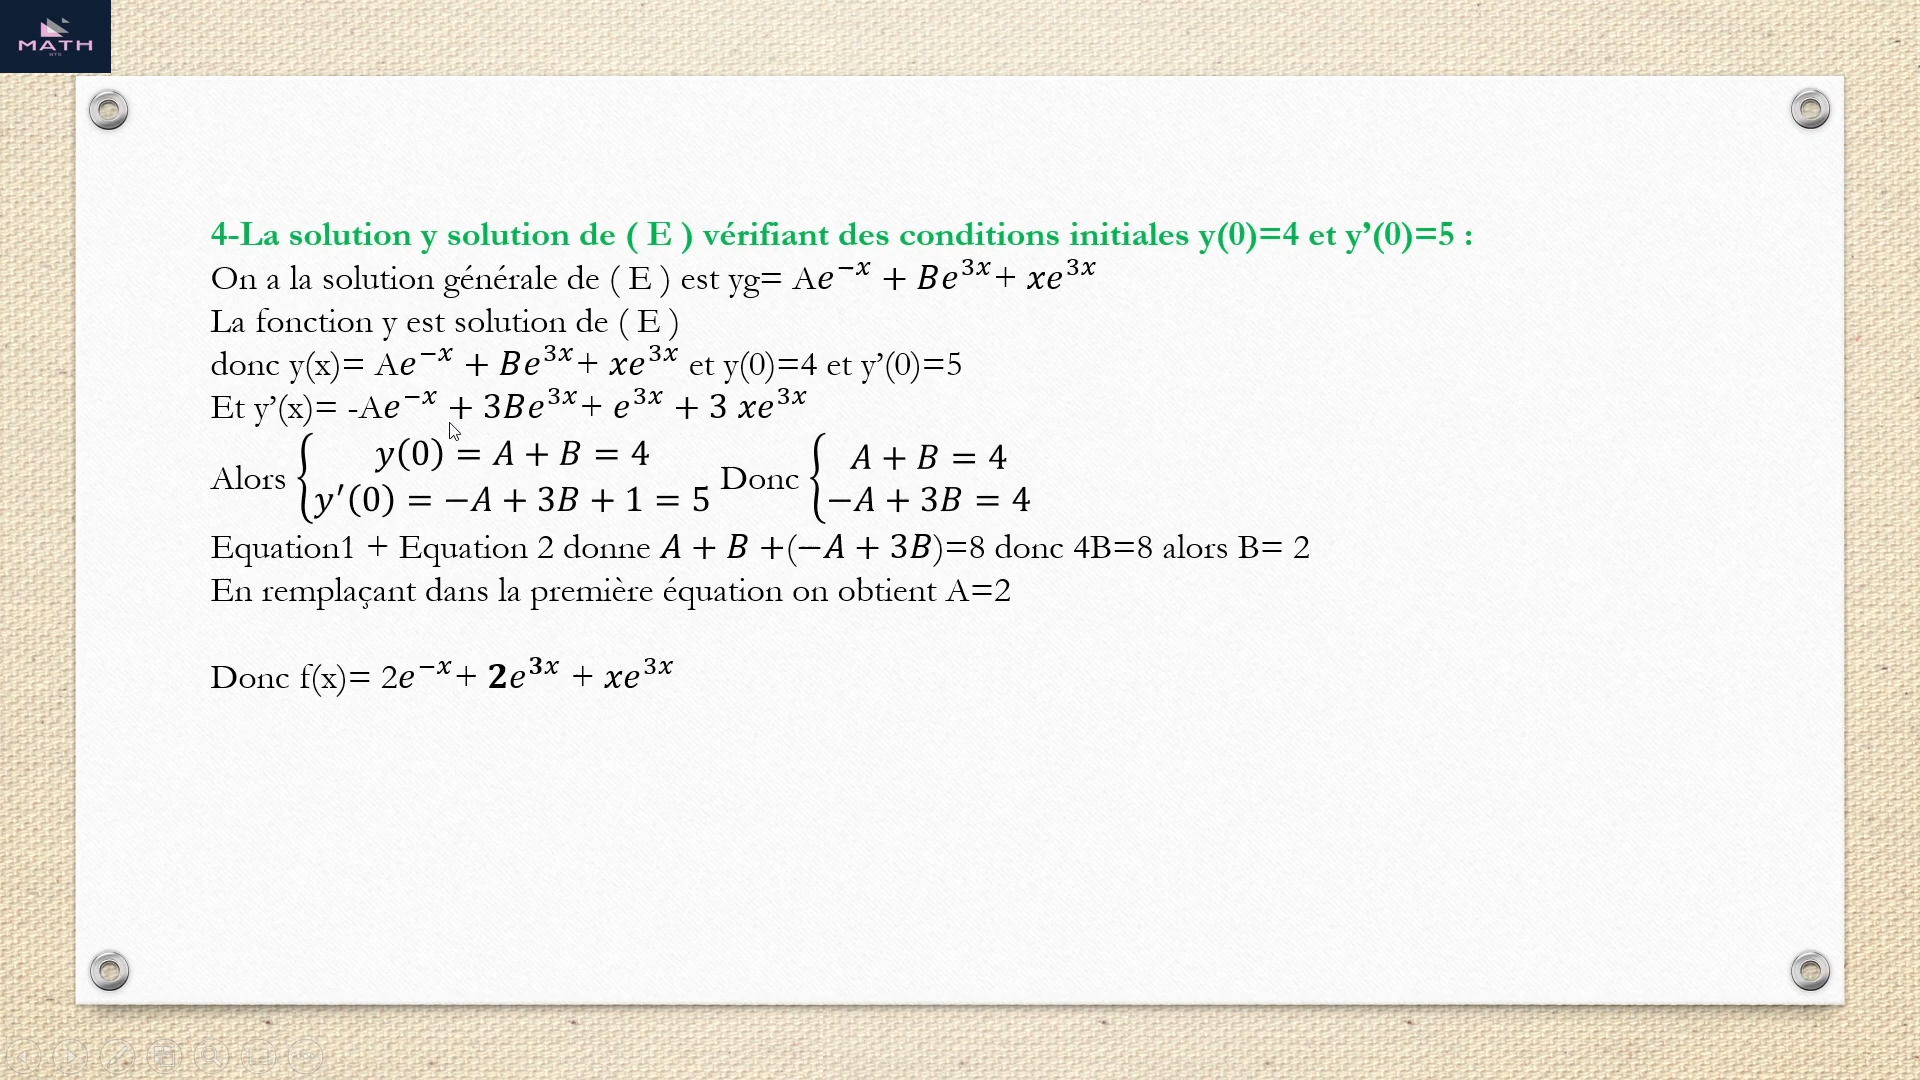 MATH
BTS
4-La solution y solution de ( E ) vérifiant des conditions initiales y(0)=4 et y’(0)=5 :
On a la solution générale de ( E ) est yg= Ae^{-x} + Be^{3x}+ xe^{3x}
La fonction y est solution de ( E )
donc y(x)= Ae^{-x} + Be^{3x}+ xe^{3x} et y(0)=4 et y’(0)=5
Et y’(x)= -Ae^{-x} + 3Be^{3x}+ e^{3x} + 3 xe^{3x}
Alors { y(0) = A + B = 4 ; y′(0) = −A + 3B + 1 = 5 Donc { A + B = 4 ; −A + 3B = 4
Equation1 + Equation 2 donne A + B +(−A + 3B)=8 donc 4B=8 alors B= 2
En remplaçant dans la première équation on obtient A=2
Donc f(x)= 2e^{-x}+ 2e^{3x} + xe^{3x}